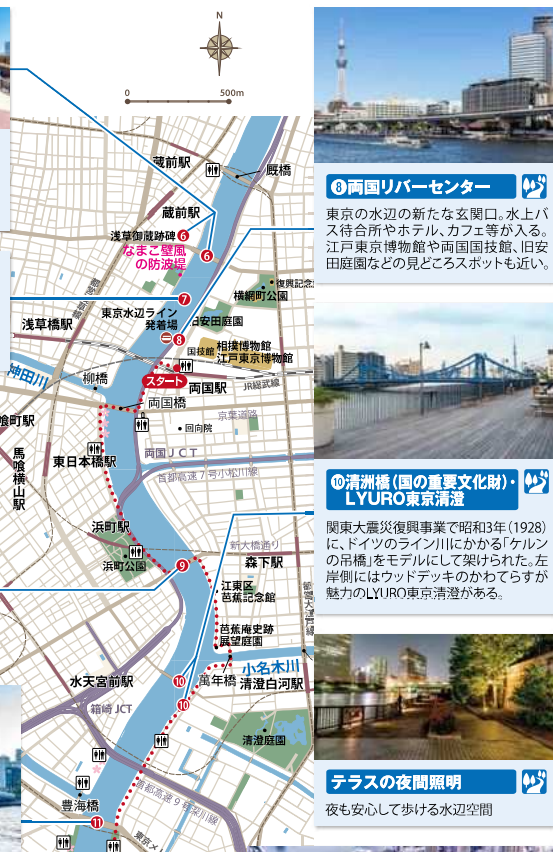 N
0 500m
蔵前駅
厩橋
蔵前駅
浅草御蔵跡碑 6
なまこ壁風
の防波堤
6
復興記念
横網町公園
7
東京水辺ライン
発着場
旧安田庭園
8
浅草橋駅
国技館
相撲博物館
江戸東京博物館
スタート
両国駅
JR総武線
神田川
柳橋
両国橋
京葉道路
喰町駅
回向院
東日本橋駅
両国JCT
首都高速7号小松川線
馬喰横山駅
浜町駅
新大橋通り
浜町公園
9
森下駅
江東区
芭蕉記念館
芭蕉庵史跡
展望庭園
小名木川
萬年橋
清澄白河駅
水天宮前駅
10
10
箱崎JCT
清澄庭園
首都高速9号深川線
豊海橋
11
東京メ
❽両国リバーセンター
東京の水辺の新たな玄関口。水上バ
ス待合所やホテル、カフェ等が入る。
江戸東京博物館や両国国技館、旧安
田庭園などの見どころスポットも近い。
❿清洲橋（国の重要文化財）・
LYURO東京清澄
関東大震災復興事業で昭和3年（1928）
に、ドイツのライン川にかかる「ケルン
の吊橋」をモデルにして架けられた。左
岸側にはウッドデッキのかわてらすが
魅力のLYURO東京清澄がある。
テラスの夜間照明
夜も安心して歩ける水辺空間